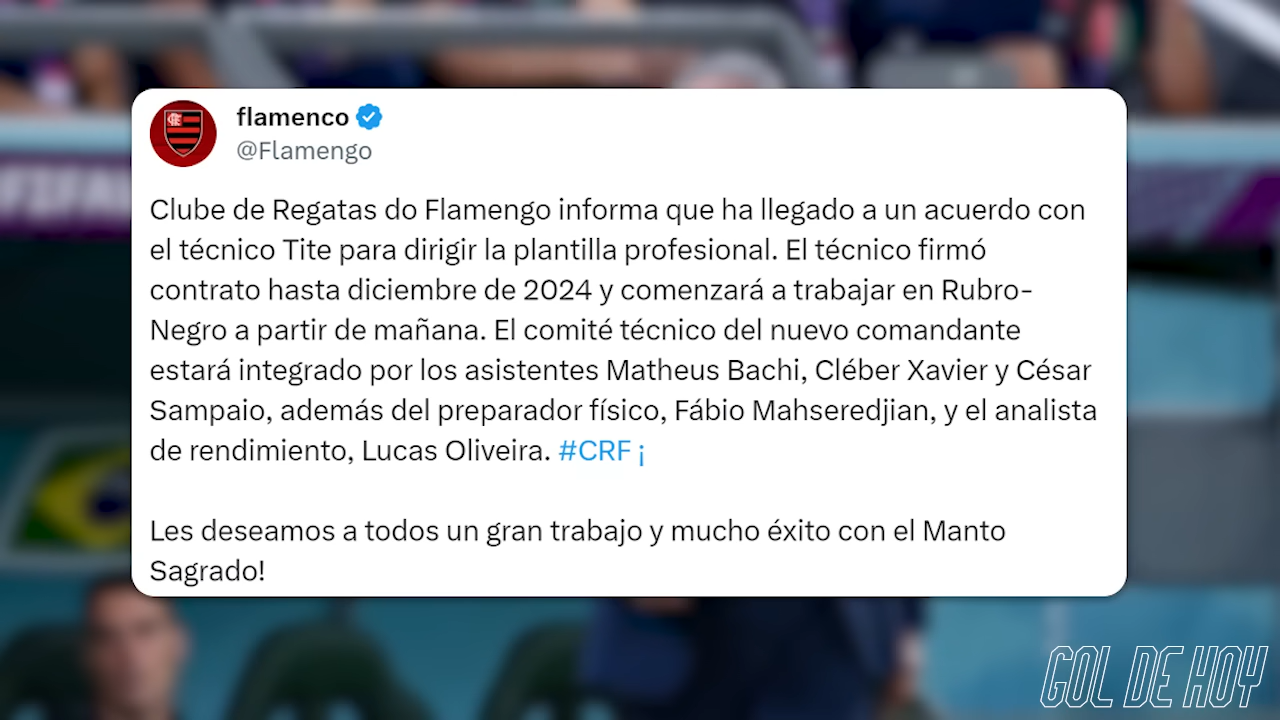 flamenco
@Flamengo
Clube de Regatas do Flamengo informa que ha llegado a un acuerdo con
el técnico Tite para dirigir la plantilla profesional. El técnico firmó
contrato hasta diciembre de 2024 y comenzará a trabajar en Rubro-
Negro a partir de mañana. El comité técnico del nuevo comandante
estará integrado por los asistentes Matheus Bachi, Cléber Xavier y César
Sampaio, además del preparador físico, Fábio Mahseredjian, y el analista
de rendimiento, Lucas Oliveira. #CRF ¡
Les deseamos a todos un gran trabajo y mucho éxito con el Manto
Sagrado!
GOL DE HOY